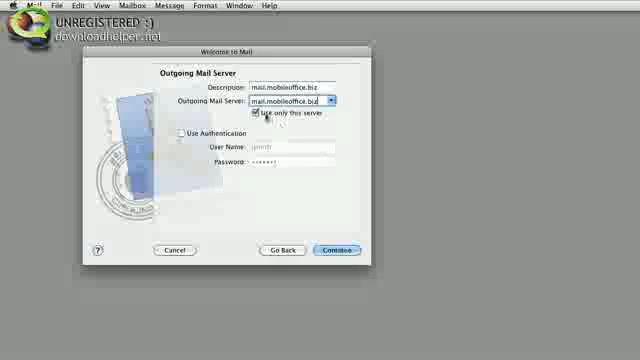 Mail File Edit View Mailbox Message Format Window Help
UNREGISTERED :)
downloadhelper.net
Welcome to Mail
Outgoing Mail Server
Description: mail.mobileoffice.biz
Outgoing Mail Server: mail.mobileoffice.biz
Use only this server
Use Authentication
User Name:
Password: •••••••
? Cancel Go Back Continue